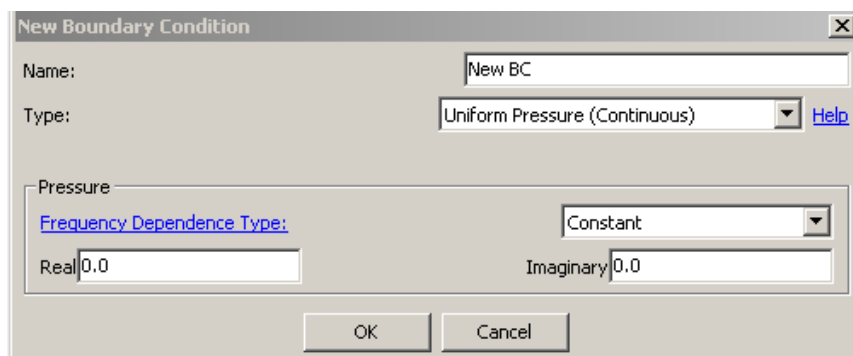 New Boundary Condition
Name: New BC
Type: Uniform Pressure (Continuous) Help
Pressure
Frequency Dependence Type: Constant
Real 0.0 Imaginary 0.0
OK Cancel